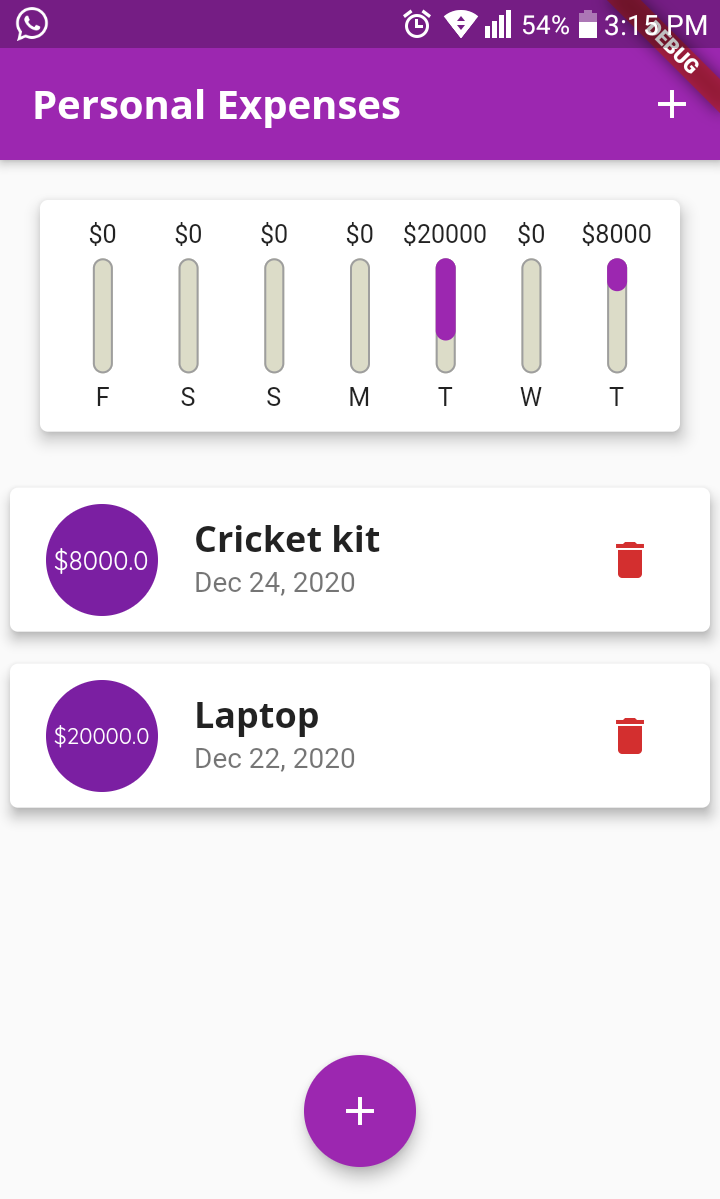 54% 3:15 PM
DEBUG
Personal Expenses
$0 $0 $0 $0 $20000 $0 $8000
F S S M T W T
$8000.0
Cricket kit
Dec 24, 2020
$20000.0
Laptop
Dec 22, 2020